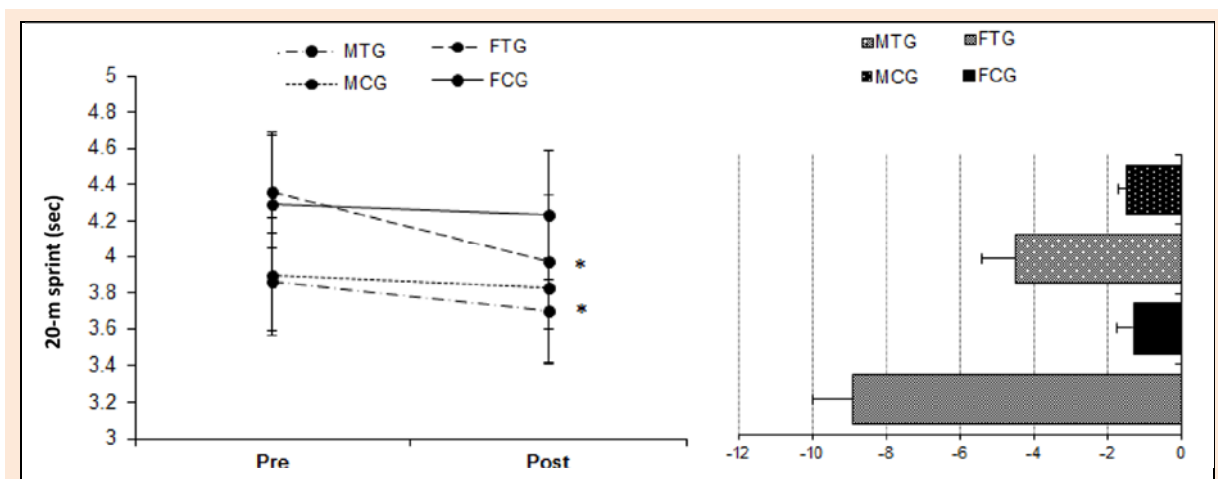 MTG FTG
MCG FCG
5
4.8
4.6
4.4
4.2
4
3.8
3.6
3.4
3.2
3
20-m sprint (sec)
*
*
Pre Post
MTG FTG
MCG FCG
-12 -10 -8 -6 -4 -2 0